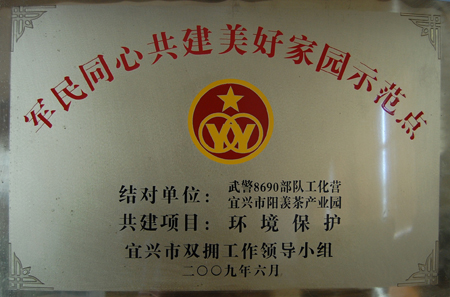 军民同心共建美好家园示范点
结对单位： 武警8690部队工化营
宜兴市阳羡茶产业园
共建项目： 环境保护
宜兴市双拥工作领导小组
二〇〇九年六月